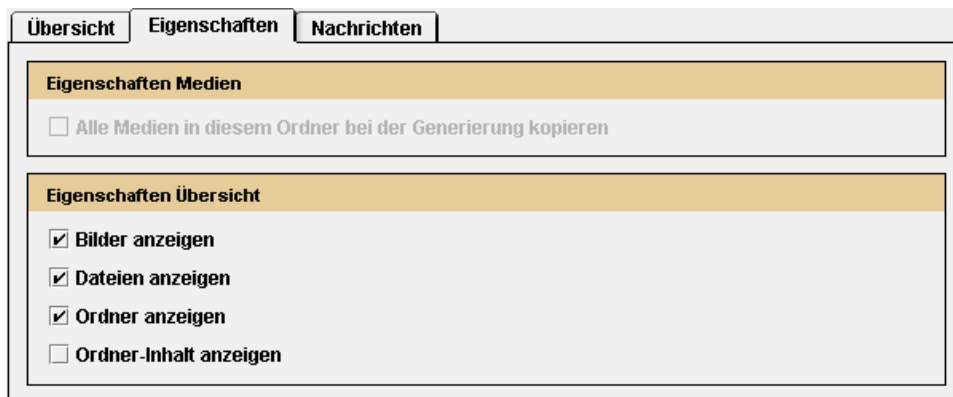 Übersicht Eigenschaften Nachrichten
Eigenschaften Medien
Alle Medien in diesem Ordner bei der Generierung kopieren
Eigenschaften Übersicht
Bilder anzeigen
Dateien anzeigen
Ordner anzeigen
Ordner-Inhalt anzeigen